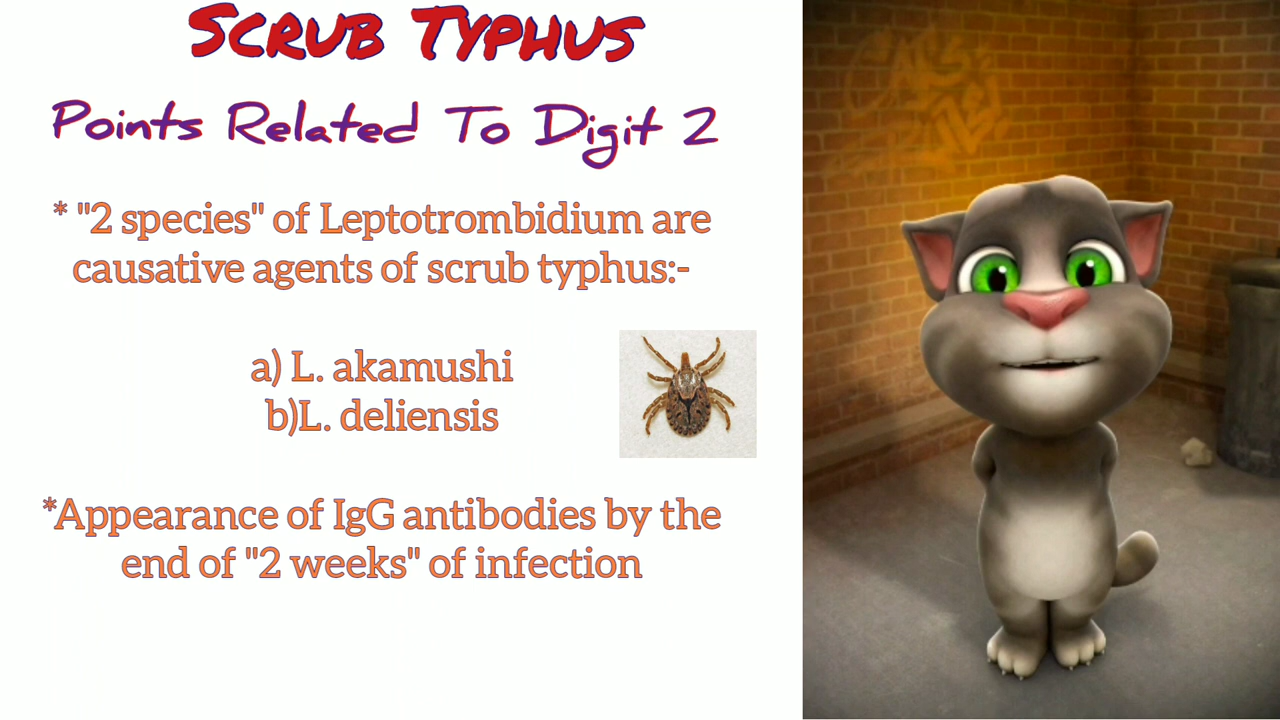 Scrub Typhus
Points Related To Digit 2
* "2 species" of Leptotrombidium are
causative agents of scrub typhus:-
a) L. akamushi
b)L. deliensis
*Appearance of IgG antibodies by the
end of "2 weeks" of infection